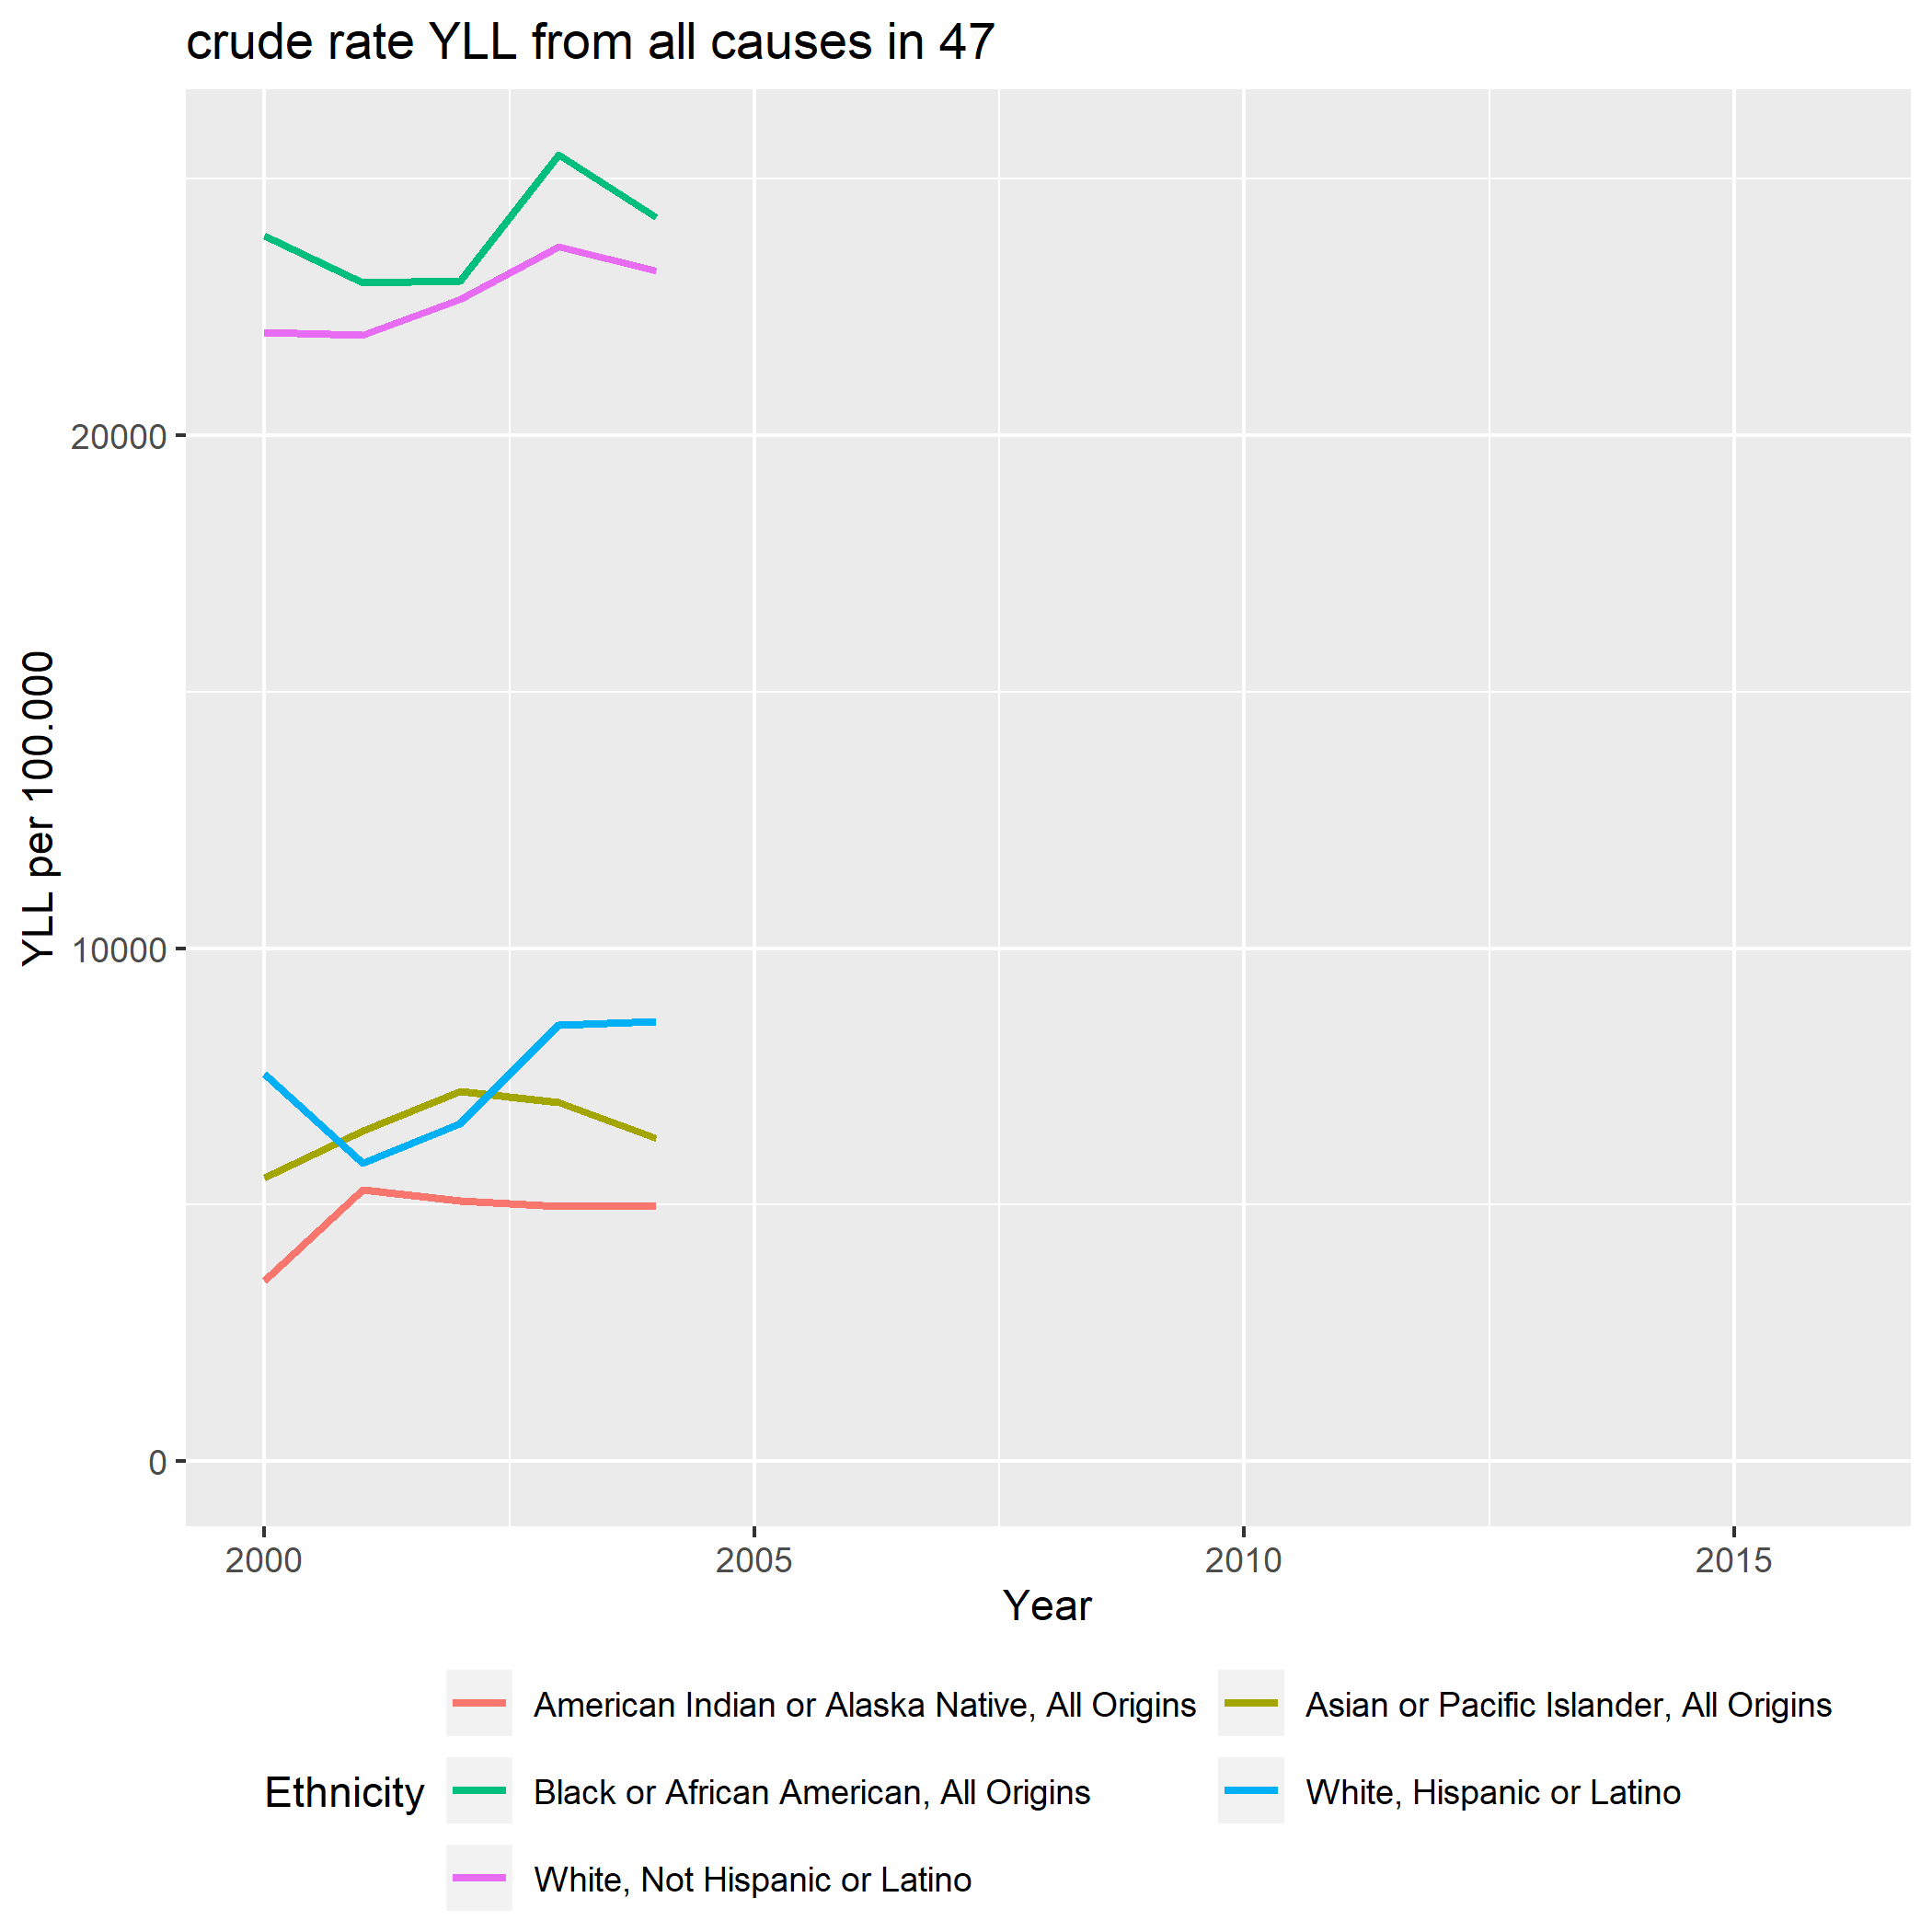 crude rate YLL from all causes in 47
YLL per 100.000
20000
10000
0
2000
2005
2010
2015
Year
Ethnicity
American Indian or Alaska Native, All Origins
Asian or Pacific Islander, All Origins
Black or African American, All Origins
White, Hispanic or Latino
White, Not Hispanic or Latino